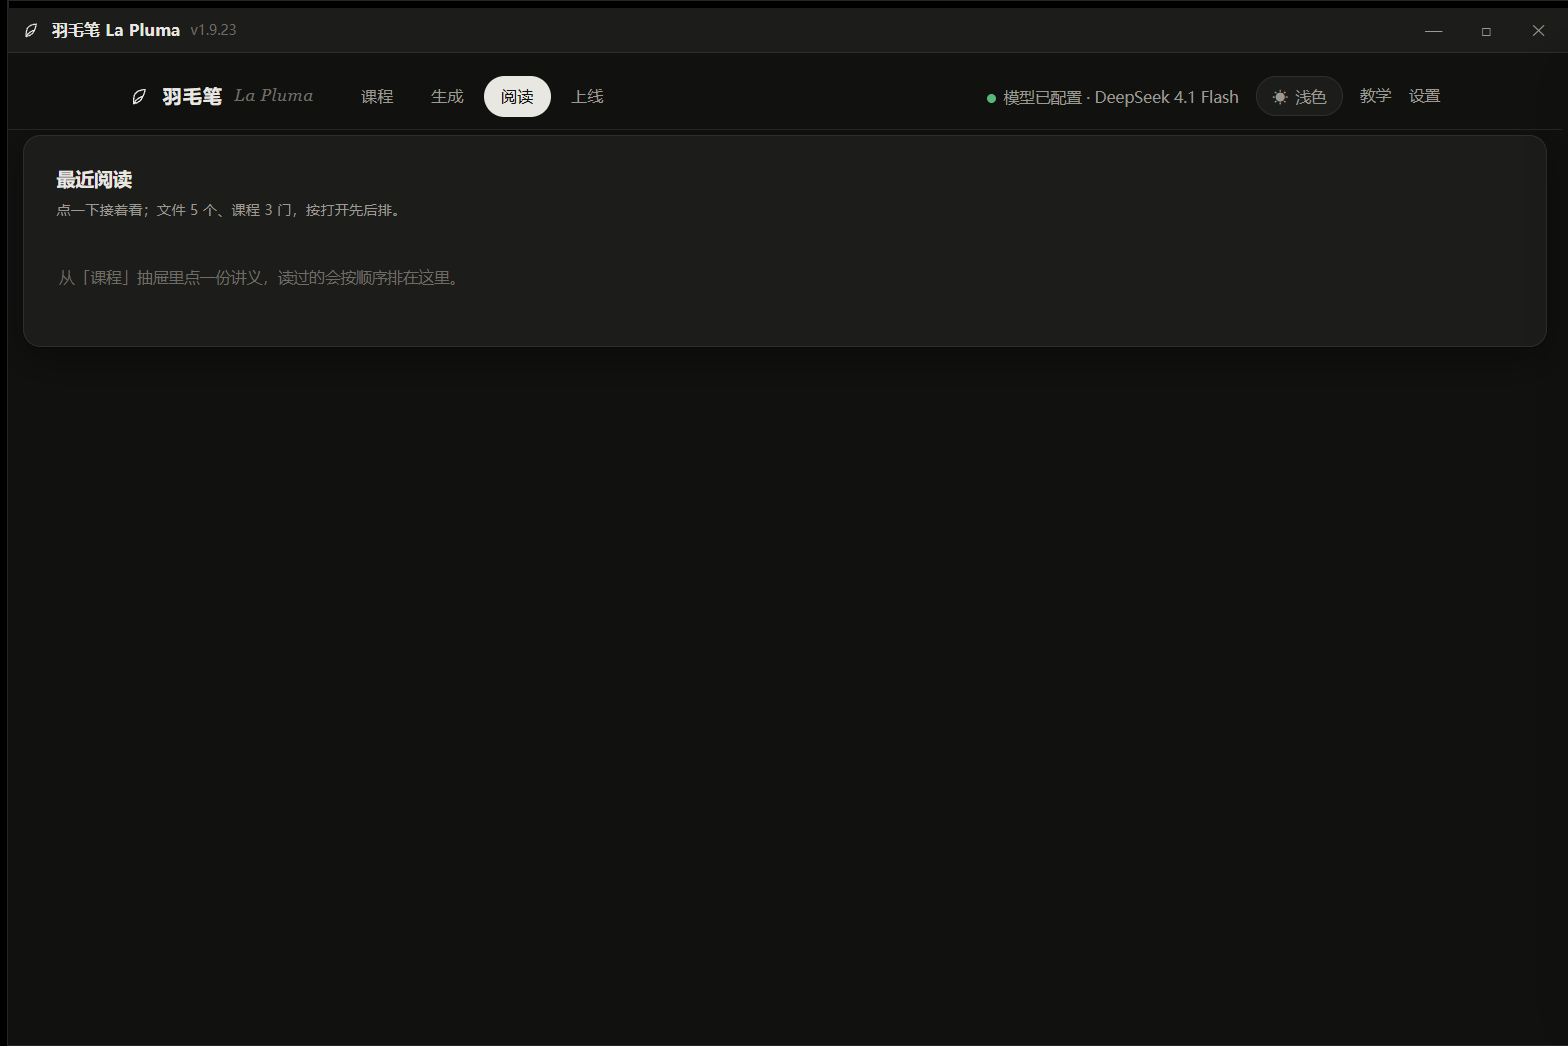 羽毛笔 La Pluma v1.9.23
羽毛笔 La Pluma 课程 生成 阅读 上线 模型已配置 · DeepSeek 4.1 Flash 浅色 教学 设置
最近阅读
点一下接着看；文件 5 个、课程 3 门，按打开先后排。
从「课程」抽屉里点一份讲义，读过的会按顺序排在这里。